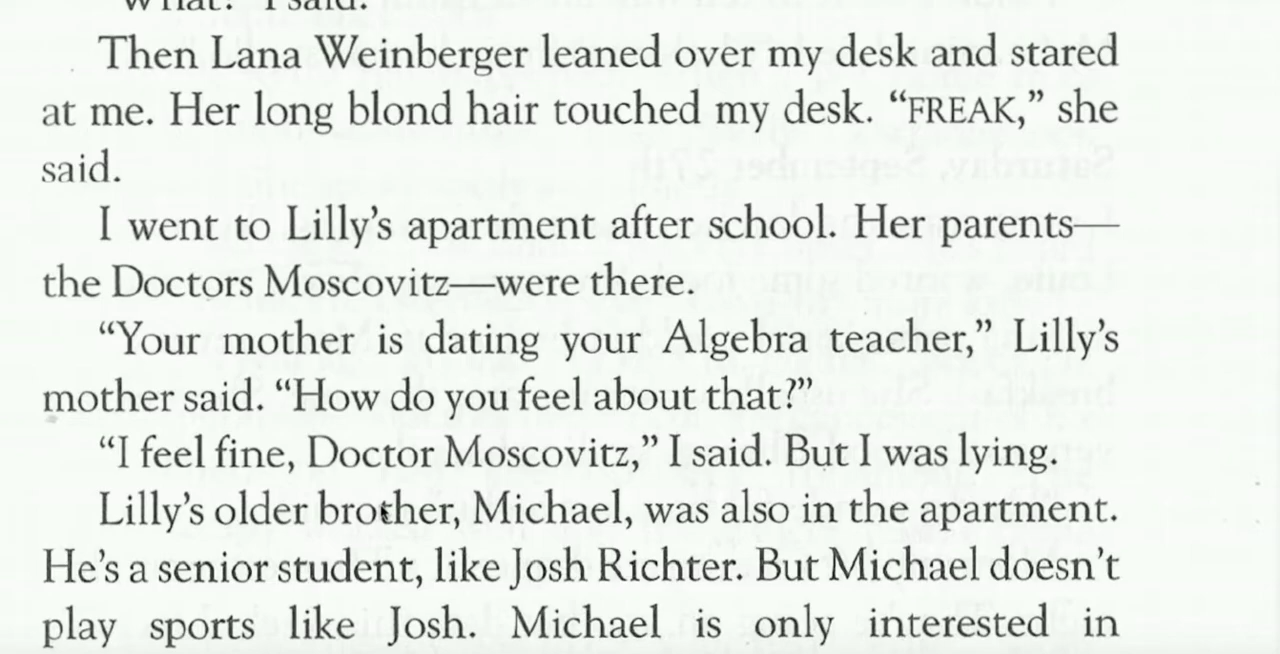 What?" I said.
Then Lana Weinberger leaned over my desk and stared
at me. Her long blond hair touched my desk. “FREAK,” she
said.
I went to Lilly’s apartment after school. Her parents—
the Doctors Moscovitz—were there.
“Your mother is dating your Algebra teacher,” Lilly’s
mother said. “How do you feel about that?”
“I feel fine, Doctor Moscovitz,” I said. But I was lying.
Lilly’s older brother, Michael, was also in the apartment.
He’s a senior student, like Josh Richter. But Michael doesn’t
play sports like Josh. Michael is only interested in